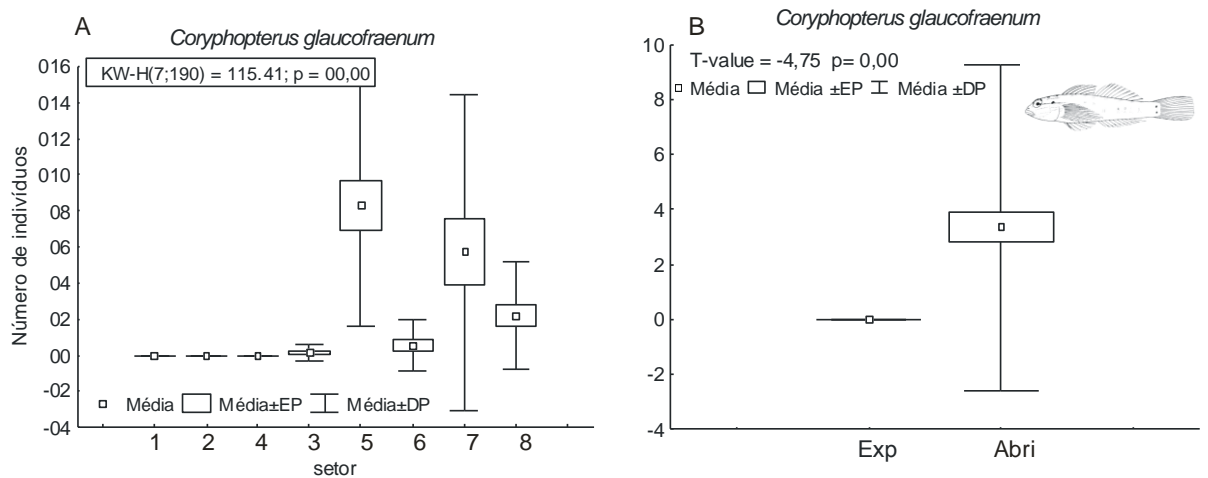 A
Coryphopterus glaucofraenum
KW-H(7;190) = 115.41; p = 00,00
Número de indivíduos
016
014
012
010
08
06
04
02
00
-02
-04
Média Média±EP Média±DP
1 2 4 3 5 6 7 8
setor
B
Coryphopterus glaucofraenum
T-value = -4,75 p= 0,00
Média Média ±EP Média ±DP
10
8
6
4
2
0
-2
-4
Exp Abri